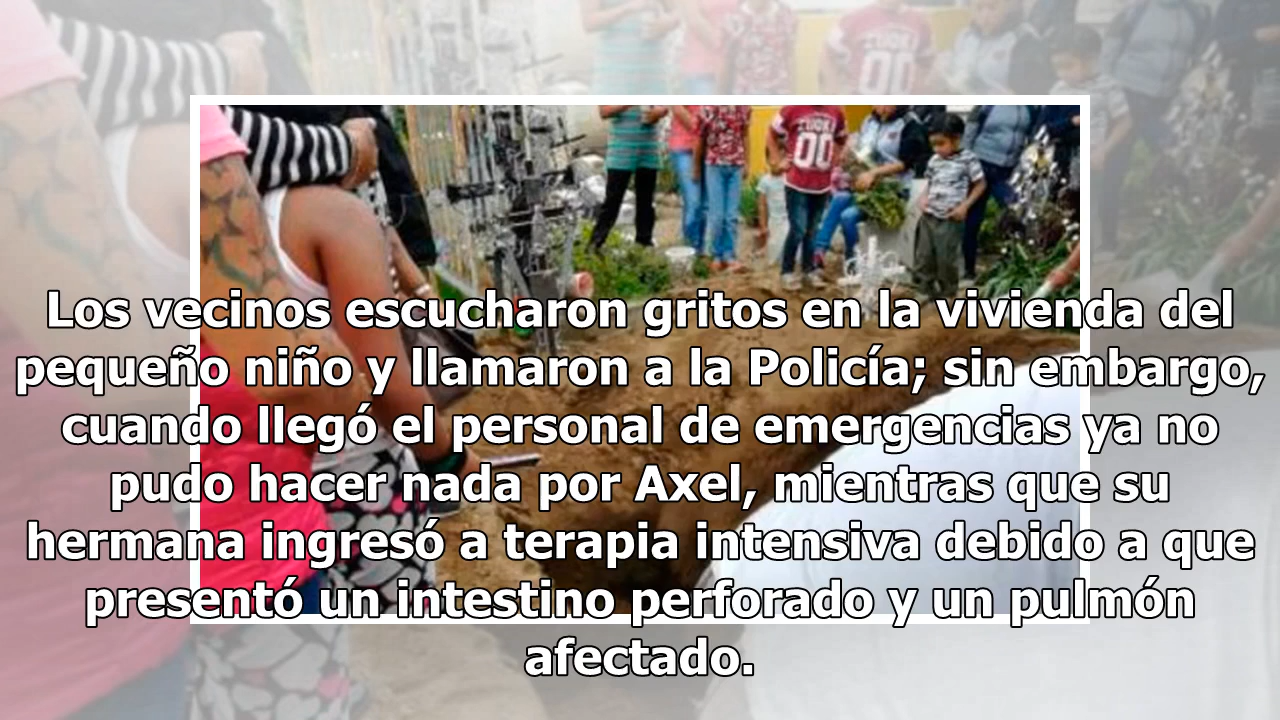 TUDN
00
Los vecinos escucharon gritos en la vivienda del
pequeño niño y llamaron a la Policía; sin embargo,
cuando llegó el personal de emergencias ya no
pudo hacer nada por Axel, mientras que su
hermana ingresó a terapia intensiva debido a que
presentó un intestino perforado y un pulmón
afectado.